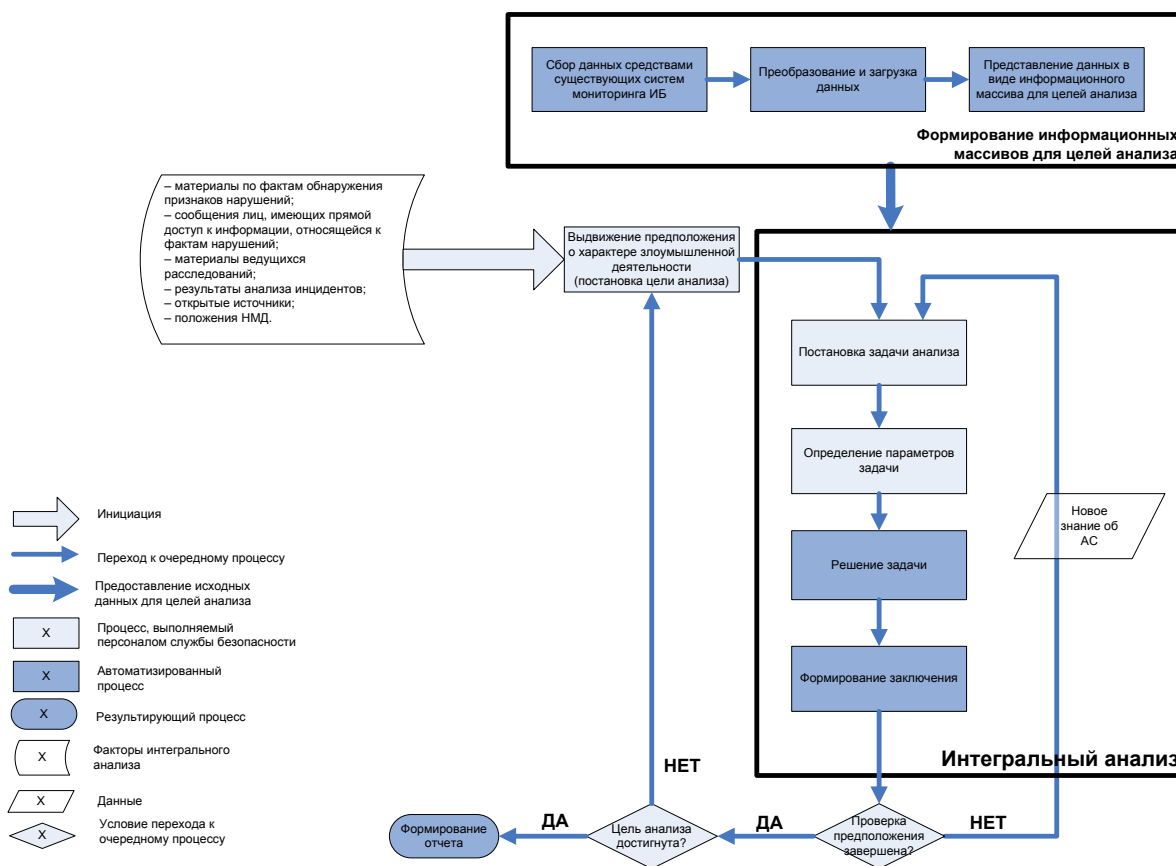 Сбор данных средствами
существующих систем
мониторинга ИБ
Преобразование и загрузка
данных
Представление данных в
виде информационного
массива для целей анализа
Формирование информационных
массивов для целей анализа
– материалы по фактам обнаружения
признаков нарушений;
– сообщения лиц, имеющих прямой
доступ к информации, относящейся к
фактам нарушений;
– материалы ведущихся
расследований;
– результаты анализа инцидентов;
– открытые источники;
– положения НМД.
Выдвижение предположения
о характере злоумышленной
деятельности
(постановка цели анализа)
Постановка задачи анализа
Определение параметров
задачи
Решение задачи
Формирование заключения
Новое
знание об
АС
Интегральный анализ
Инициация
Переход к очередному процессу
Предоставление исходных
данных для целей анализа
X
Процесс, выполняемый
персоналом службы безопасности
X
Автоматизированный
процесс
X
Результирующий процесс
X
Факторы интегрального
анализа
X
Данные
X
Условие перехода к
очередному процессу
НЕТ
Формирование
отчета
ДА
Цель анализа
достигнута?
ДА
Проверка
предположения
завершена?
НЕТ